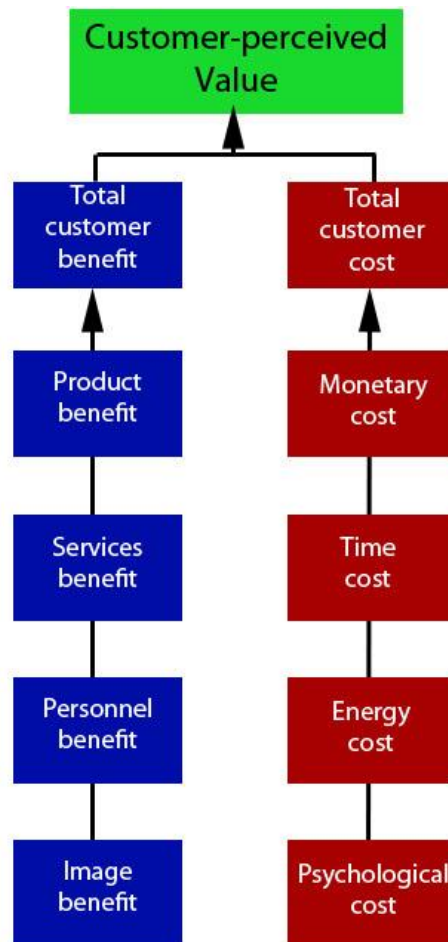 Customer-perceived
Value
Total
customer
benefit
Total
customer
cost
Product
benefit
Monetary
cost
Services
benefit
Time
cost
Personnel
benefit
Energy
cost
Image
benefit
Psychological
cost